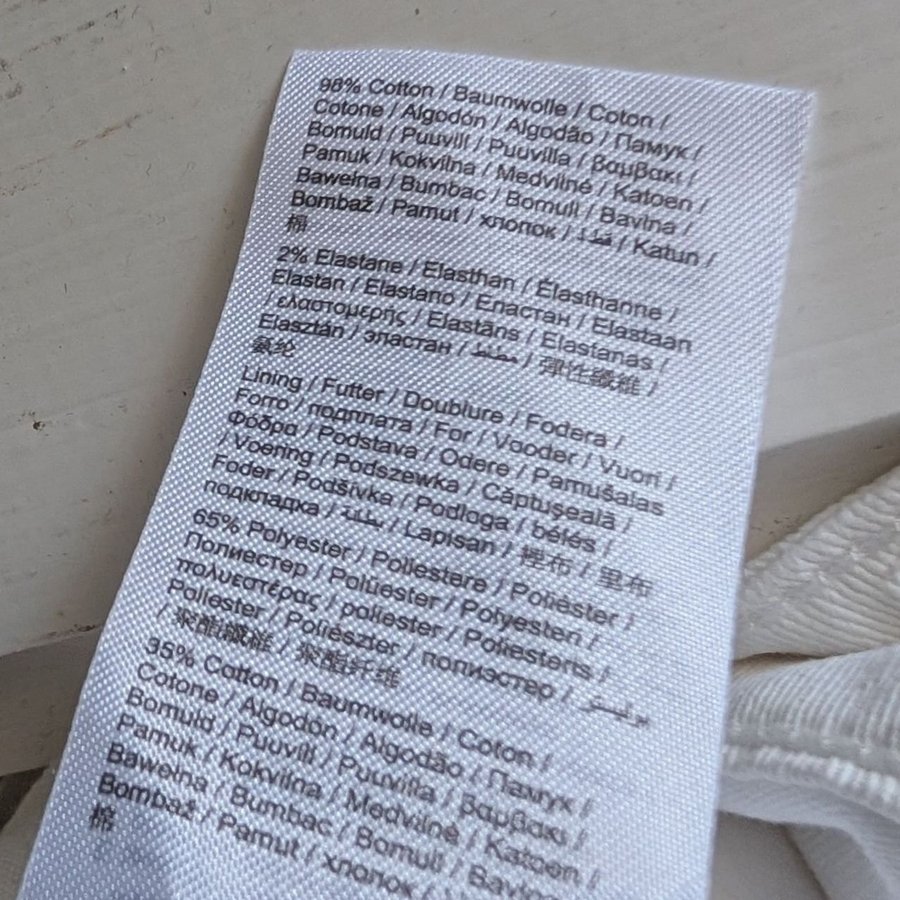 98% Cotton / Baumwolle / Coton /
Cotone / Algodón / Algodão / Памук /
Bomuld / Puuvill / Puuvilla / βαμβακι /
Pamuk / Kokvilna / Medvilnė / Katoen /
Bawełna / Bumbac / Bomull / Bavlna /
Bombaž / Pamut / хлопок / قطن / Katun /
棉
2% Elastane / Elasthan / Élasthanne /
Elastan / Elastano / Еластан / Elastaan
/ ελαστομερής / Elastāns / Elastanas /
Elasztán / эластан / مطاط / 彈性纖維 /
氨纶
Lining / Futter / Doublure / Fodera /
Forro / подплата / For / Vooder / Vuori /
Φόδρα / Podstava / Odere / Pamušalas
/ Voering / Podszewka / Căptușeală /
Foder / Podšívka / Podloga / bélés /
подкладка / بطانة / Lapisan / 裡布 / 里布
65% Polyester / Poliestere / Poliéster /
Полиестер / Polüester / Polyesteri /
πολυεστέρας / poliester / Poliesteris /
Poliester / Poliészter / полиэстер / بوليستر
/ 聚酯纖維 / 聚酯纤维
35% Cotton / Baumwolle / Coton /
Cotone / Algodón / Algodão / Памук /
Bomuld / Puuvill / Puuvilla / βαμβακι /
Pamuk / Kokvilna / Medvilnė / Katoen /
Bawełna / Bumbac / Bomull / Bavlna
Bombaž / Pamut / хлопок /
棉